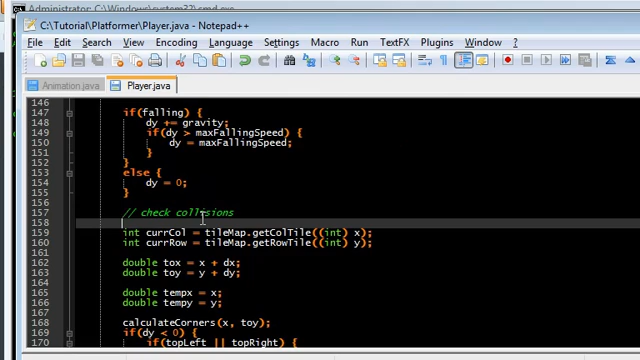 Administrator: C:\Windows\system32\cmd.exe
C:\Tutorial\Platformer\Player.java - Notepad++
File Edit Search View Encoding Language Settings Macro Run TextFX Plugins Window ?
Animation.java Player.java
146
147 if(falling) {
148 dy += gravity;
149 if(dy > maxFallingSpeed) {
150 dy = maxFallingSpeed;
151 }
152 }
153 else {
154 dy = 0;
155 }
156
157 // check collisions
158
159 int currCol = tileMap.getColTile((int) x);
160 int currRow = tileMap.getRowTile((int) y);
161
162 double tox = x + dx;
163 double toy = y + dy;
164
165 double tempx = x;
166 double tempy = y;
167
168 calculateCorners(x, toy);
169 if(dy < 0) {
170 if(topLeft || topRight) {